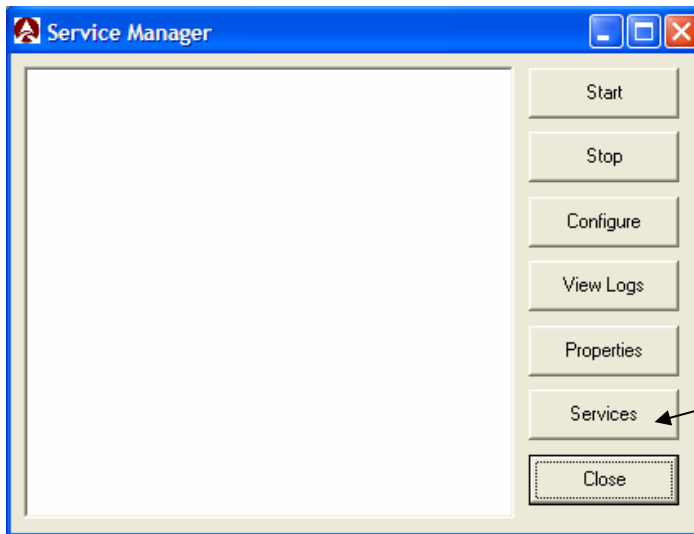 Service Manager
Start
Stop
Configure
View Logs
Properties
Services
Close